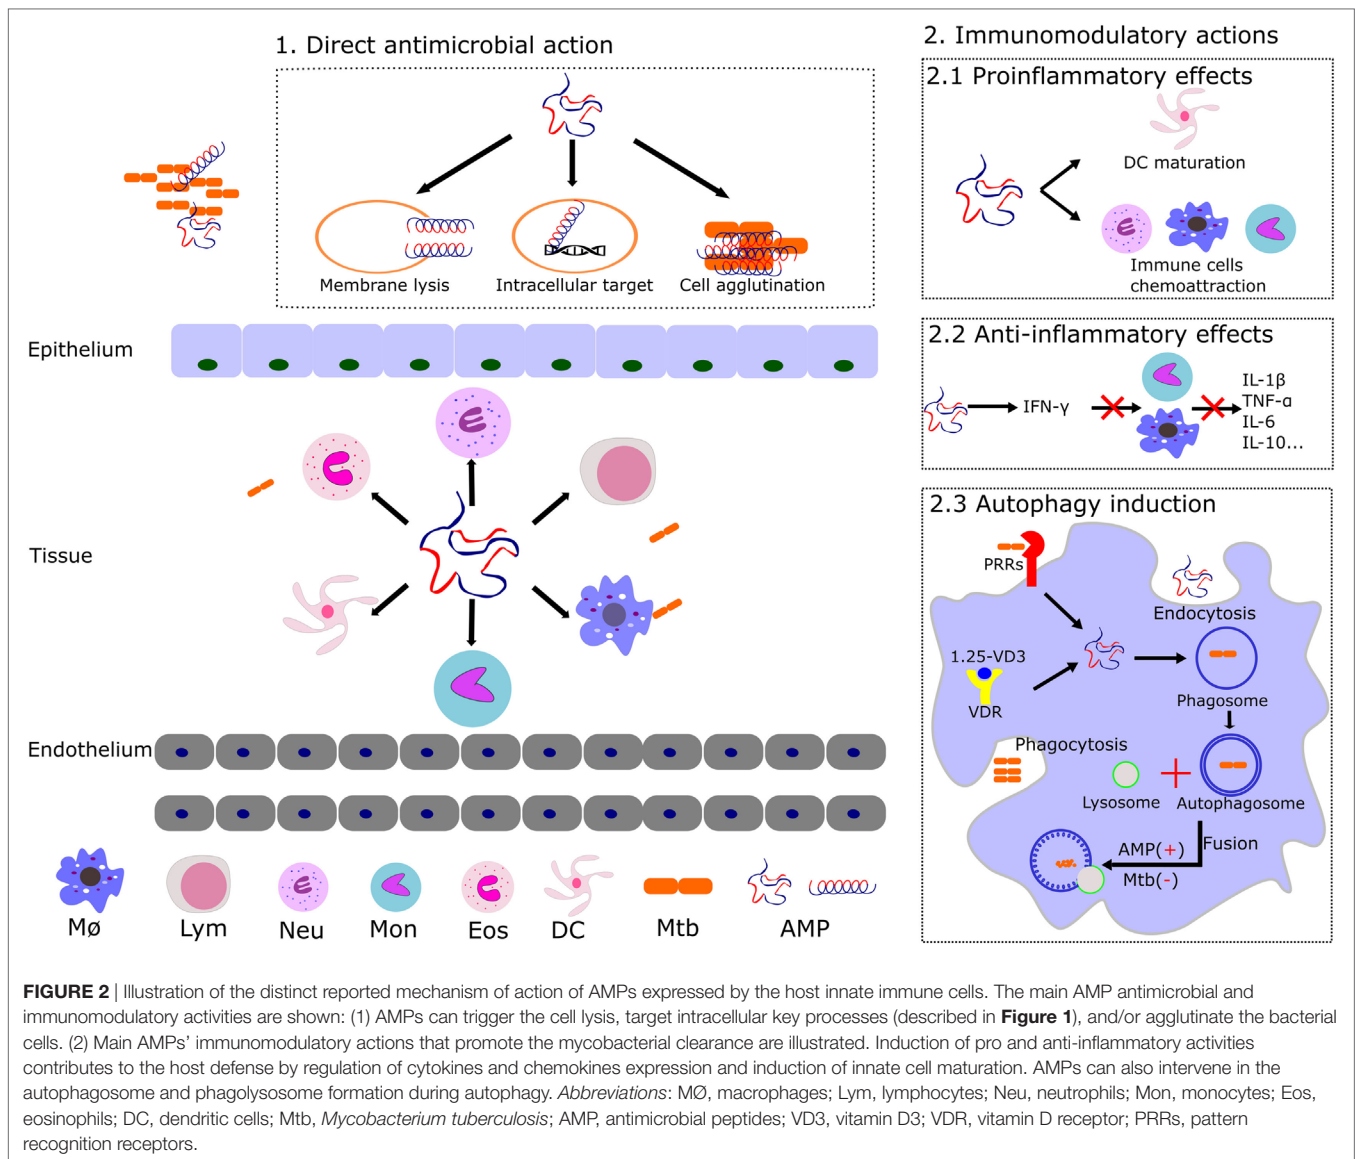 1. Direct antimicrobial action
Membrane lysis
Intracellular target
Cell agglutination
Epithelium
Tissue
Endothelium
Mø
Lym
Neu
Mon
Eos
DC
Mtb
AMP
2. Immunomodulatory actions
2.1 Proinflammatory effects
DC maturation
Immune cells
chemoattraction
2.2 Anti-inflammatory effects
IFN-γ
IL-1β
TNF-α
IL-6
IL-10...
2.3 Autophagy induction
PRRs
Endocytosis
1.25-VD3
VDR
Phagosome
Phagocytosis
Lysosome
Autophagosome
Fusion
AMP(+)
Mtb(-)
FIGURE 2 | Illustration of the distinct reported mechanism of action of AMPs expressed by the host innate immune cells. The main AMP antimicrobial and
immunomodulatory activities are shown: (1) AMPs can trigger the cell lysis, target intracellular key processes (described in Figure 1), and/or agglutinate the bacterial
cells. (2) Main AMPs' immunomodulatory actions that promote the mycobacterial clearance are illustrated. Induction of pro and anti-inflammatory activities
contributes to the host defense by regulation of cytokines and chemokines expression and induction of innate cell maturation. AMPs can also intervene in the
autophagosome and phagolysosome formation during autophagy. Abbreviations: MØ, macrophages; Lym, lymphocytes; Neu, neutrophils; Mon, monocytes; Eos,
eosinophils; DC, dendritic cells; Mtb, Mycobacterium tuberculosis; AMP, antimicrobial peptides; VD3, vitamin D3; VDR, vitamin D receptor; PRRs, pattern
recognition receptors.